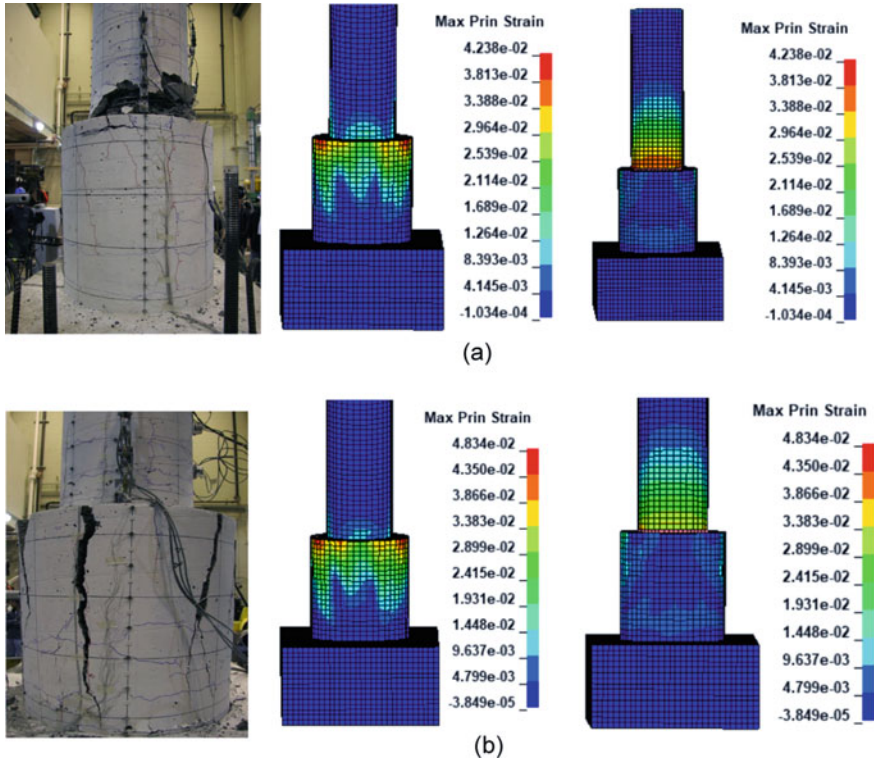 Max Prin Strain
4.238e-02
3.813e-02
3.388e-02
2.964e-02
2.539e-02
2.114e-02
1.689e-02
1.264e-02
8.393e-03
4.145e-03
-1.034e-04
Max Prin Strain
4.238e-02
3.813e-02
3.388e-02
2.964e-02
2.539e-02
2.114e-02
1.689e-02
1.264e-02
8.393e-03
4.145e-03
-1.034e-04
(a)
Max Prin Strain
4.834e-02
4.350e-02
3.866e-02
3.383e-02
2.899e-02
2.415e-02
1.931e-02
1.448e-02
9.637e-03
4.799e-03
-3.849e-05
Max Prin Strain
4.834e-02
4.350e-02
3.866e-02
3.383e-02
2.899e-02
2.415e-02
1.931e-02
1.448e-02
9.637e-03
4.799e-03
-3.849e-05
(b)